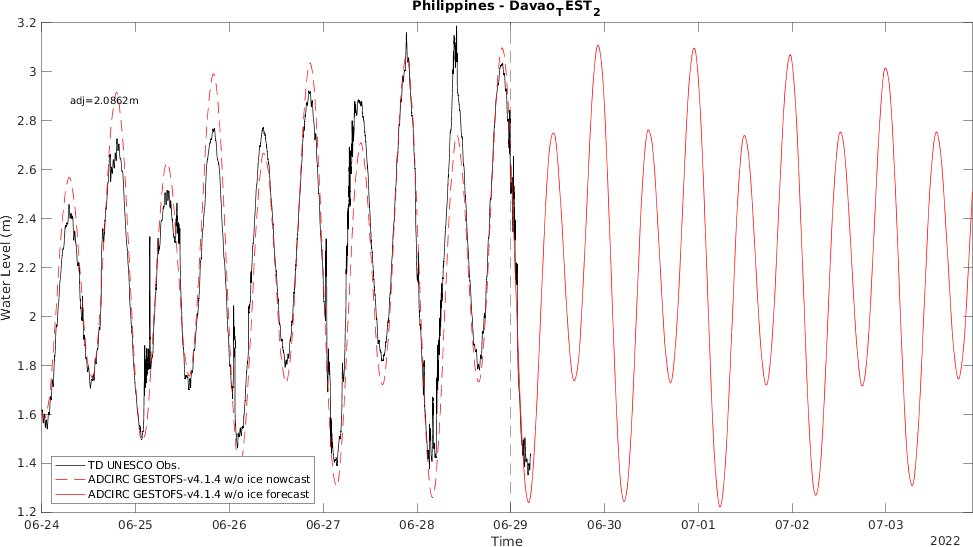 Philippines - Davao_TEST_2
3.2
3
2.8
2.6
2.4
2.2
2
1.8
1.6
1.4
1.2
Water Level (m)
adj=2.0862m
TD UNESCO Obs.
ADCIRC GESTOFS-v4.1.4 w/o ice nowcast
ADCIRC GESTOFS-v4.1.4 w/o ice forecast
06-24 06-25 06-26 06-27 06-28 06-29 06-30 07-01 07-02 07-03
Time
2022